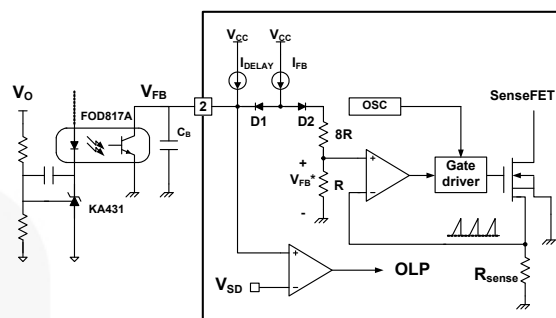 VCC VCC
IDELAY IFB
VO FOD817A VFB 2 D1 D2 OSC SenseFET
CB 8R
+ + Gate driver
VFB* R
- −
KA431
+ OLP Rsense
VSD −